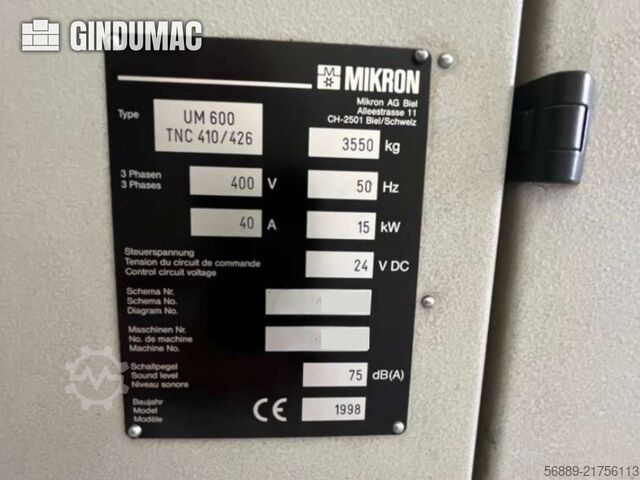 GINDUMAC
MIKRON
Mikron AG Biel
Alleestrasse 11
CH-2501 Biel/Schweiz
Type UM 600 TNC 410/426
3550 kg
3 Phasen
3 Phases
400 V
50 Hz
40 A
15 kW
Steuerspannung
Tension du circuit de commande
Control circuit voltage
24 V DC
Schema Nr.
Schema No.
Diagram No.
Maschinen Nr.
No. de machine
Machine No.
Schallpegel
Sound level
Niveau sonore
75 dB(A)
Baujahr
Model
Modèle
CE
1998
56889-21756113